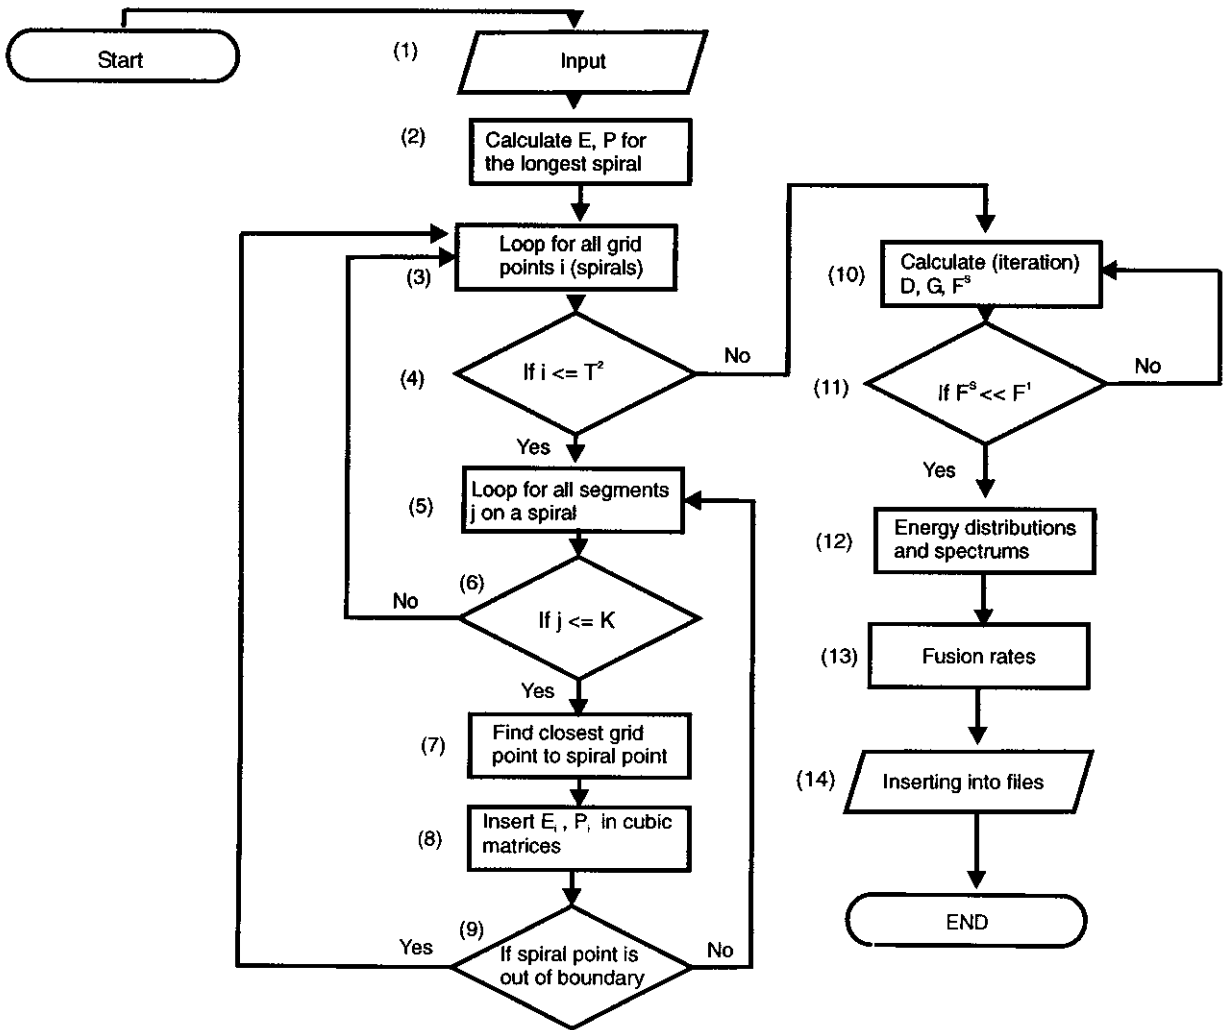 Start
(1)
Input
(2)
Calculate E, P for
the longest spiral
(3)
Loop for all grid
points i (spirals)
(4)
If i <= T²
No
Yes
(5)
Loop for all segments
j on a spiral
(6)
If j <= K
No
Yes
(7)
Find closest grid
point to spiral point
(8)
Insert Eᵢ , Pᵢ in cubic
matrices
(9)
If spiral point is
out of boundary
Yes
No
(10)
Calculate (iteration)
D, G, Fˢ
(11)
If Fˢ << F¹
No
Yes
(12)
Energy distributions
and spectrums
(13)
Fusion rates
(14)
Inserting into files
END